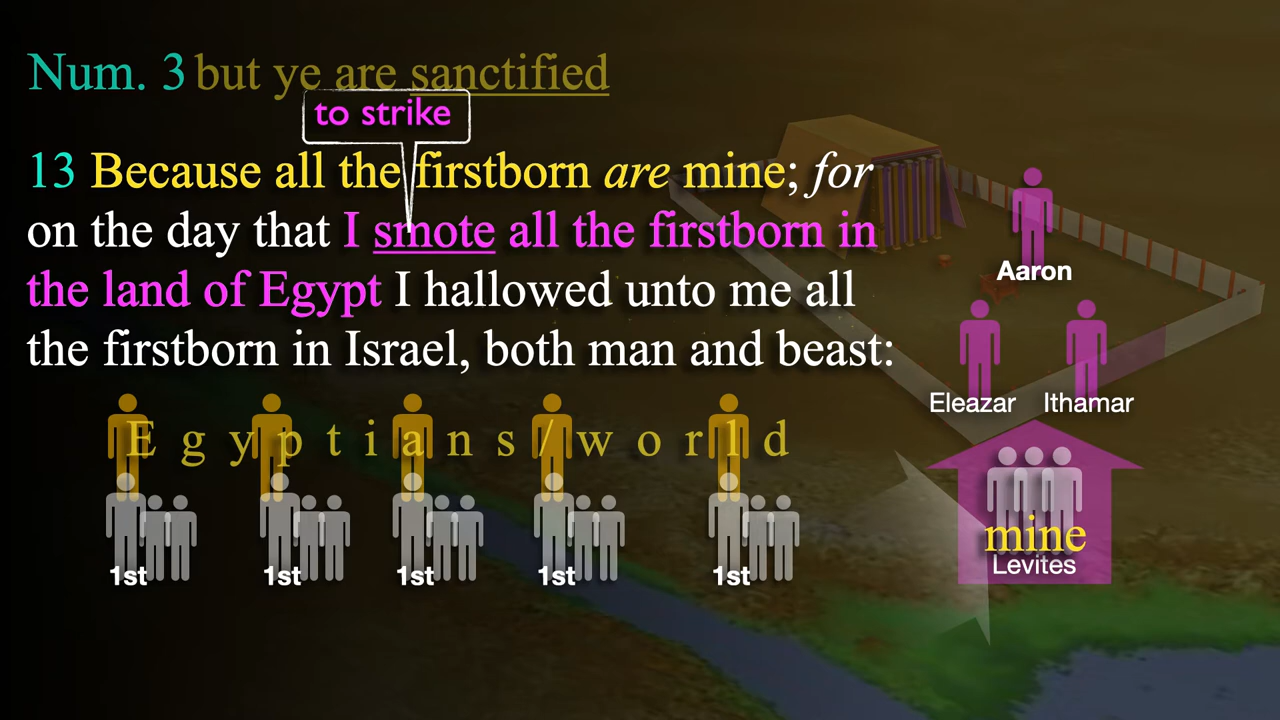 Num. 3 but ye are sanctified
to strike
13 Because all the firstborn are mine; for
on the day that I smote all the firstborn in
the land of Egypt I hallowed unto me all
the firstborn in Israel, both man and beast:
Aaron
Eleazar Ithamar
Egyptians/world
1st 1st 1st 1st 1st
mine
Levites